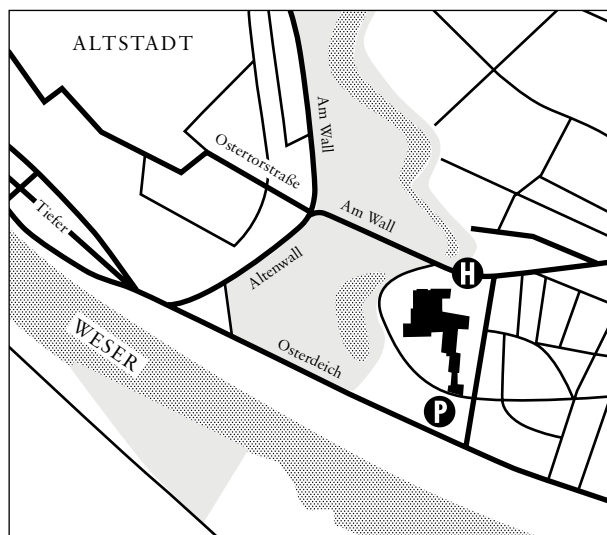 ALTSTADT
Am Wall
Ostertorstraße
Am Wall
Tiefer
Altenwall
H
WESER
Osterdeich
P